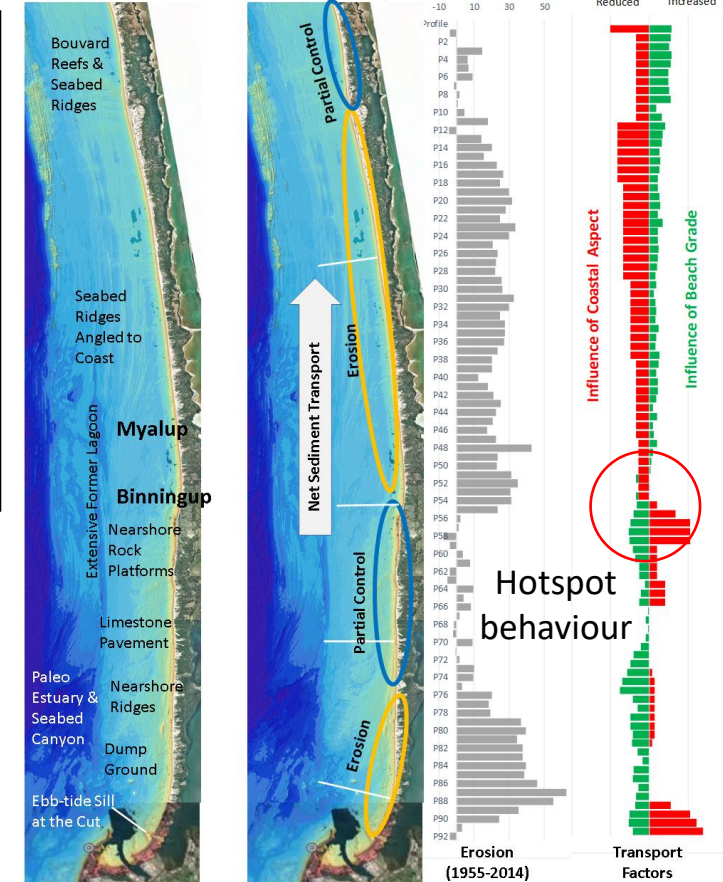 Bouvard
Reefs &
Seabed
Ridges
Seabed
Ridges
Angled to
Coast
Extensive Former Lagoon
Myalup
Binningup
Nearshore
Rock
Platforms
Limestone
Pavement
Paleo
Estuary &
Seabed
Canyon
Nearshore
Ridges
Dump
Ground
Ebb-tide Sill
at the Cut
Partial Control
Erosion
Net Sediment Transport
Partial Control
Erosion
-10 10 30 50
Profile
P2
P4
P6
P8
P10
P12
P14
P16
P18
P20
P22
P24
P26
P28
P30
P32
P34
P36
P38
P40
P42
P44
P46
P48
P50
P52
P54
P56
P58
P60
P62
P64
P66
P68
P70
P72
P74
P76
P78
P80
P82
P84
P86
P88
P90
P92
Erosion
(1955-2014)
Reduced Increased
Influence of Coastal Aspect
Influence of Beach Grade
Hotspot
behaviour
Transport
Factors